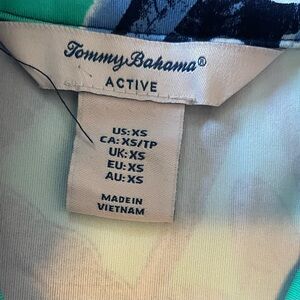 Tommy Bahama®
ACTIVE
US: XS
CA: XS/TP
UK: XS
EU: XS
AU: XS
MADE IN
VIETNAM